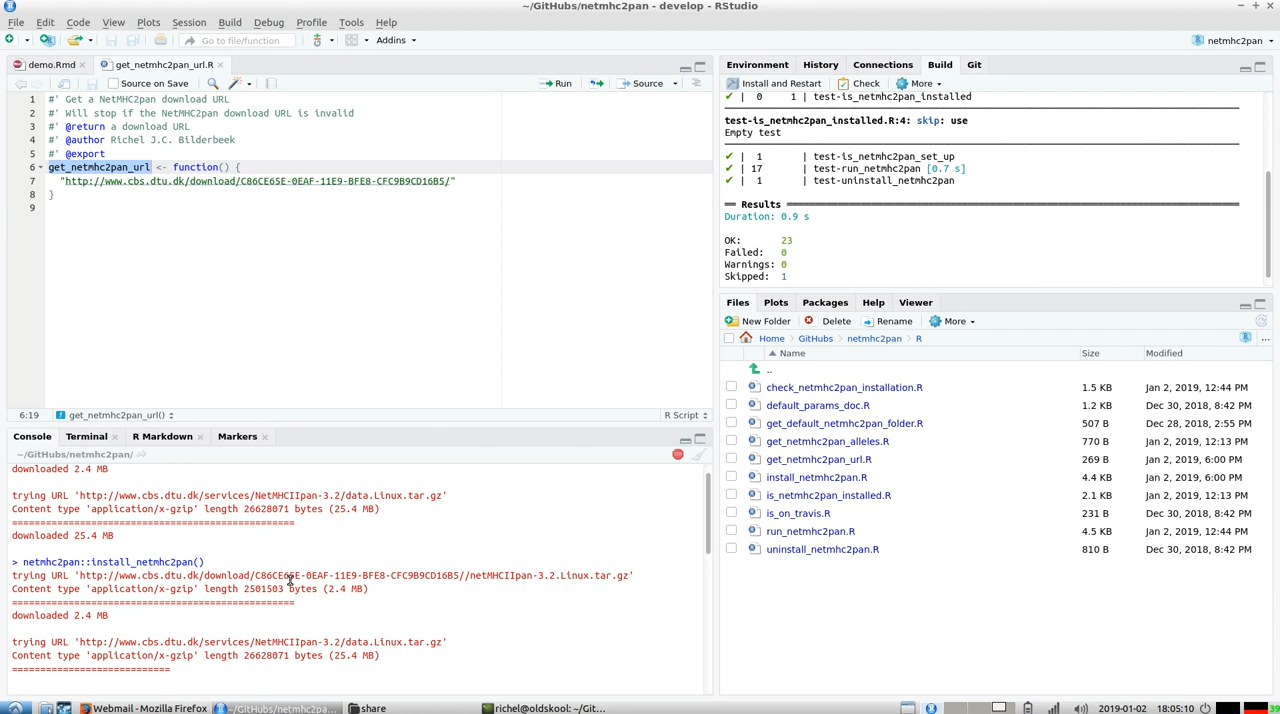 ~/GitHubs/netmhc2pan - develop - RStudio
File Edit Code View Plots Session Build Debug Profile Tools Help
Go to file/function Addins netmhc2pan
demo.Rmd get_netmhc2pan_url.R
Source on Save Run Source
1 #' Get a NetMHC2pan download URL
2 #' Will stop if the NetMHC2pan download URL is invalid
3 #' @return a download URL
4 #' @author Richel J.C. Bilderbeek
5 #' @export
6 get_netmhc2pan_url <- function() {
7 "http://www.cbs.dtu.dk/download/C86CE65E-0EAF-11E9-BFE8-CFC9B9CD16B5/"
8 }
9
6:19 get_netmhc2pan_url() R Script
Console Terminal R Markdown Markers
~/GitHubs/netmhc2pan/
downloaded 2.4 MB
trying URL 'http://www.cbs.dtu.dk/services/NetMHCIIpan-3.2/data.Linux.tar.gz'
Content type 'application/x-gzip' length 26628071 bytes (25.4 MB)
==================================================
downloaded 25.4 MB
> netmhc2pan::install_netmhc2pan()
trying URL 'http://www.cbs.dtu.dk/download/C86CE65E-0EAF-11E9-BFE8-CFC9B9CD16B5//netMHCIIpan-3.2.Linux.tar.gz'
Content type 'application/x-gzip' length 2501503 bytes (2.4 MB)
==================================================
downloaded 2.4 MB
trying URL 'http://www.cbs.dtu.dk/services/NetMHCIIpan-3.2/data.Linux.tar.gz'
Content type 'application/x-gzip' length 26628071 bytes (25.4 MB)
============================
Environment History Connections Build Git
Install and Restart Check More
✔ | 0 1 | test-is_netmhc2pan_installed
test-is_netmhc2pan_installed.R:4: skip: use
Empty test
✔ | 1 | test-is_netmhc2pan_set_up
✔ | 17 | test-run_netmhc2pan [0.7 s]
✔ | 1 | test-uninstall_netmhc2pan
══ Results ══
Duration: 0.9 s
OK: 23
Failed: 0
Warnings: 0
Skipped: 1
Files Plots Packages Help Viewer
New Folder Delete Rename More
Home GitHubs netmhc2pan R ...
Name Size Modified
..
check_netmhc2pan_installation.R 1.5 KB Jan 2, 2019, 12:44 PM
default_params_doc.R 1.2 KB Dec 30, 2018, 8:42 PM
get_default_netmhc2pan_folder.R 507 B Dec 28, 2018, 2:55 PM
get_netmhc2pan_alleles.R 770 B Jan 2, 2019, 12:13 PM
get_netmhc2pan_url.R 269 B Jan 2, 2019, 6:00 PM
install_netmhc2pan.R 4.4 KB Jan 2, 2019, 6:00 PM
is_netmhc2pan_installed.R 2.1 KB Jan 2, 2019, 12:13 PM
is_on_travis.R 231 B Dec 30, 2018, 8:42 PM
run_netmhc2pan.R 4.5 KB Jan 2, 2019, 12:44 PM
uninstall_netmhc2pan.R 810 B Dec 30, 2018, 8:42 PM
Webmail - Mozilla Firefox ~/GitHubs/netmhc2pa... share richel@oldskool: ~/Git... 2019-01-02 18:05:10 39